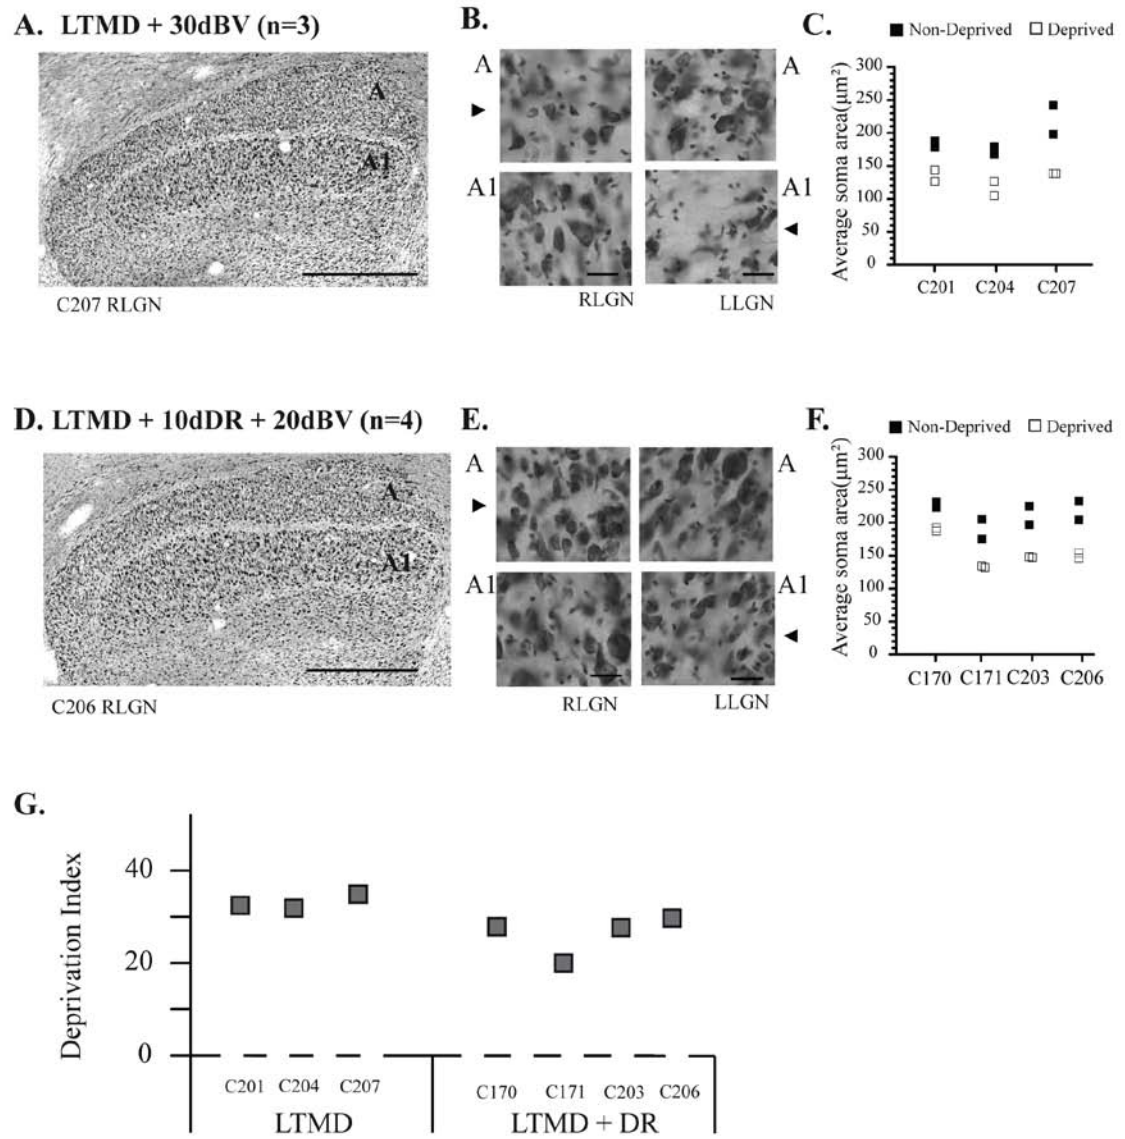 A. LTMD + 30dBV (n=3)
A
A1
C207 RLGN
B.
A
A
A1
A1
RLGN
LLGN
C.
Non-Deprived
Deprived
Average soma area(μm²)
300
250
200
150
100
50
0
C201
C204
C207
D. LTMD + 10dDR + 20dBV (n=4)
A
A1
C206 RLGN
E.
A
A
A1
A1
RLGN
LLGN
F.
Non-Deprived
Deprived
Average soma area(μm²)
300
250
200
150
100
50
0
C170
C171
C203
C206
G.
Deprivation Index
40
20
0
C201
C204
C207
C170
C171
C203
C206
LTMD
LTMD + DR